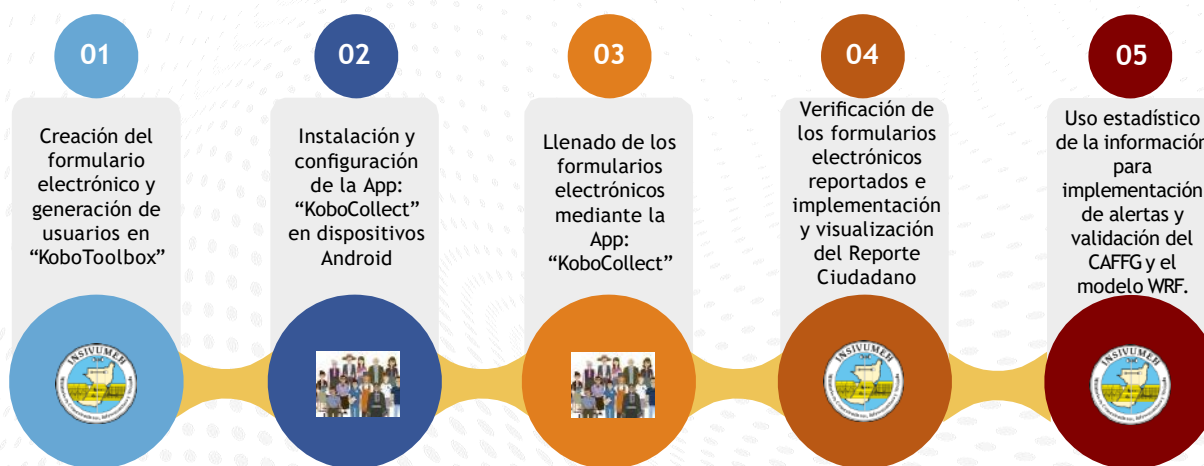 01
Creación del
formulario
electrónico y
generación de
usuarios en
“KoboToolbox”
INSIVUMEH
02
Instalación y
configuración
de la App:
“KoboCollect”
en dispositivos
Android
03
Llenado de los
formularios
electrónicos
mediante la
App:
“KoboCollect”
04
Verificación de
los formularios
electrónicos
reportados e
implementación
y visualización
del Reporte
Ciudadano
INSIVUMEH
05
Uso estadístico
de la información
para
implementación
de alertas y
validación del
CAFFG y el
modelo WRF.
INSIVUMEH